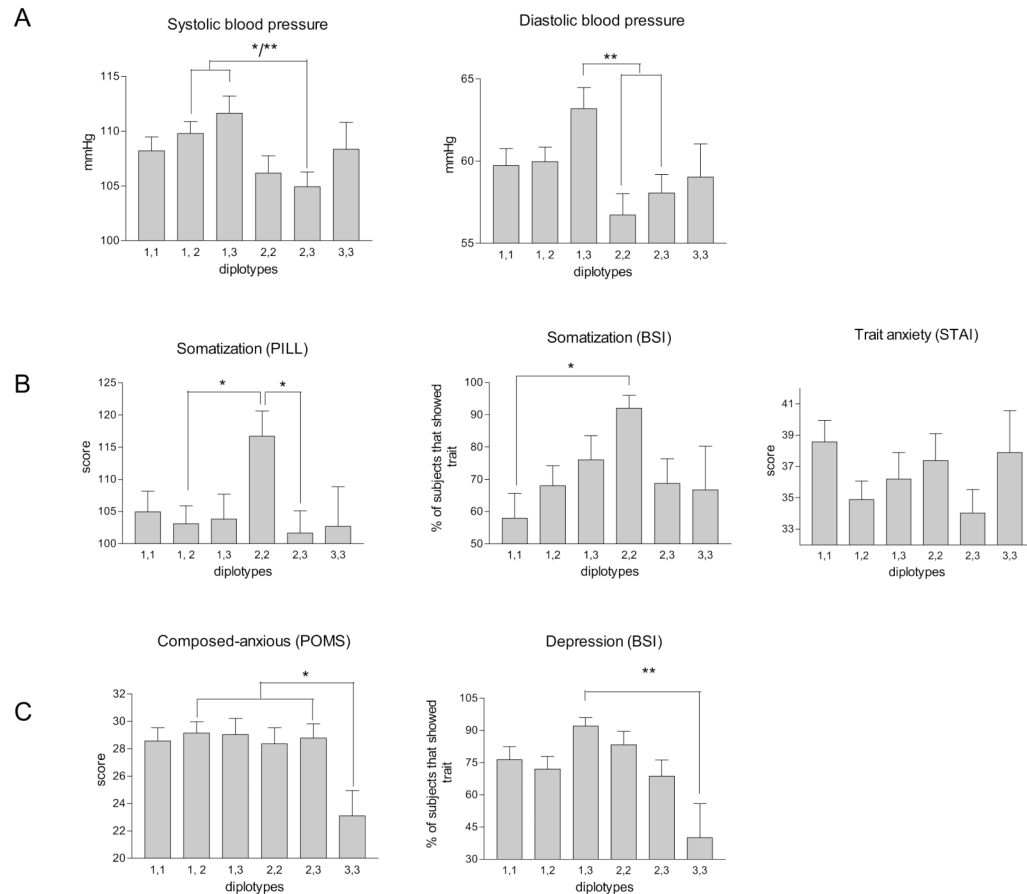 A
Systolic blood pressure
*/**
115
110
105
100
mmHg
1,1 1, 2 1,3 2,2 2,3 3,3
diplotypes
Diastolic blood pressure
**
65
60
55
mmHg
1,1 1, 2 1,3 2,2 2,3 3,3
diplotypes
B
Somatization (PILL)
* *
125
120
115
110
105
100
score
1,1 1, 2 1,3 2,2 2,3 3,3
diplotypes
Somatization (BSI)
*
100
90
80
70
60
50
% of subjects that showed
trait
1,1 1,2 1,3 2,2 2,3 3,3
diplotypes
Trait anxiety (STAI)
41
39
37
35
33
score
1,1 1,2 1,3 2,2 2,3 3,3
diplotypes
C
Composed-anxious (POMS)
*
32
30
28
26
24
22
20
score
1,1 1, 2 1,3 2,2 2,3 3,3
diplotypes
Depression (BSI)
**
105
90
75
60
45
30
% of subjects that showed
trait
1,1 1,2 1,3 2,2 2,3 3,3
diplotypes